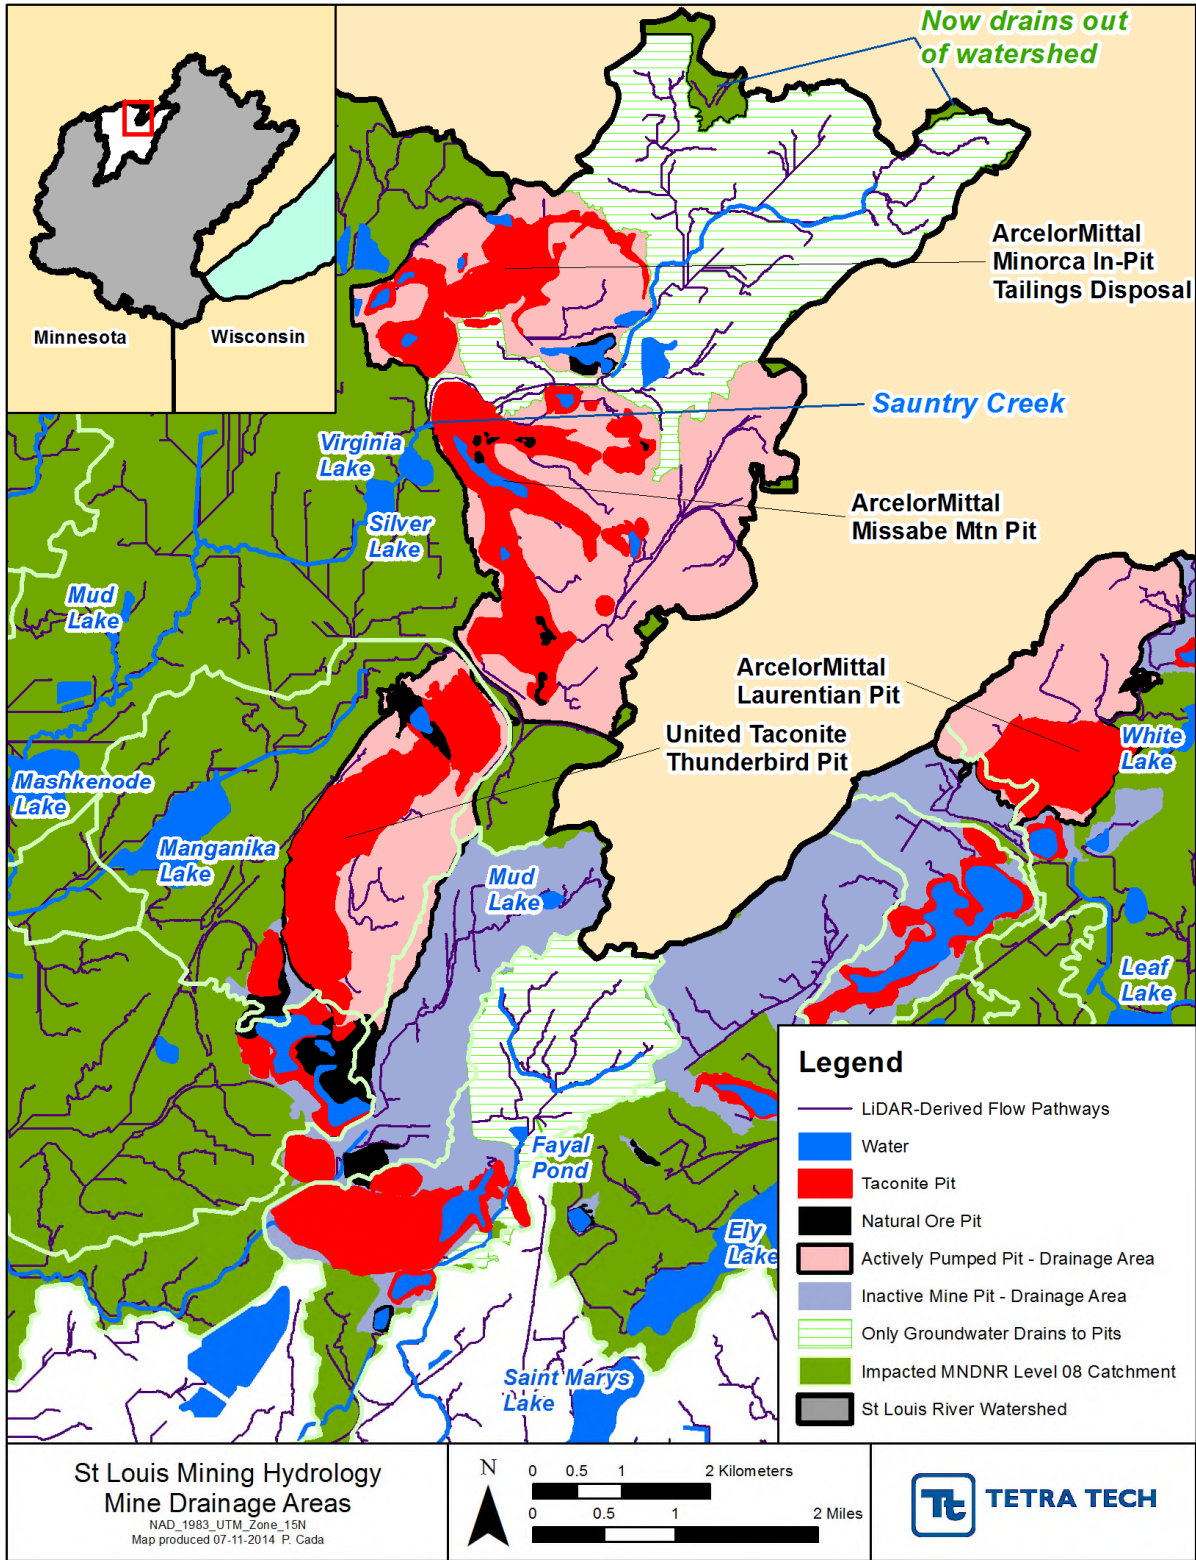 Now drains out
of watershed
ArcelorMittal
Minorca In-Pit
Tailings Disposal
Minnesota
Wisconsin
Sauntry Creek
Virginia
Lake
ArcelorMittal
Missabe Mtn Pit
Silver
Lake
Mud
Lake
ArcelorMittal
Laurentian Pit
United Taconite
Thunderbird Pit
White
Lake
Mashkenode
Lake
Manganika
Lake
Mud
Lake
Leaf
Lake
Fayal
Pond
Ely
Lake
Saint Marys
Lake
Legend
LiDAR-Derived Flow Pathways
Water
Taconite Pit
Natural Ore Pit
Actively Pumped Pit - Drainage Area
Inactive Mine Pit - Drainage Area
Only Groundwater Drains to Pits
Impacted MNDNR Level 08 Catchment
St Louis River Watershed
St Louis Mining Hydrology
Mine Drainage Areas
NAD_1983_UTM_Zone_15N
Map produced 07-11-2014 P. Cada
N
0 0.5 1 2 Kilometers
0 0.5 1 2 Miles
Tt TETRA TECH